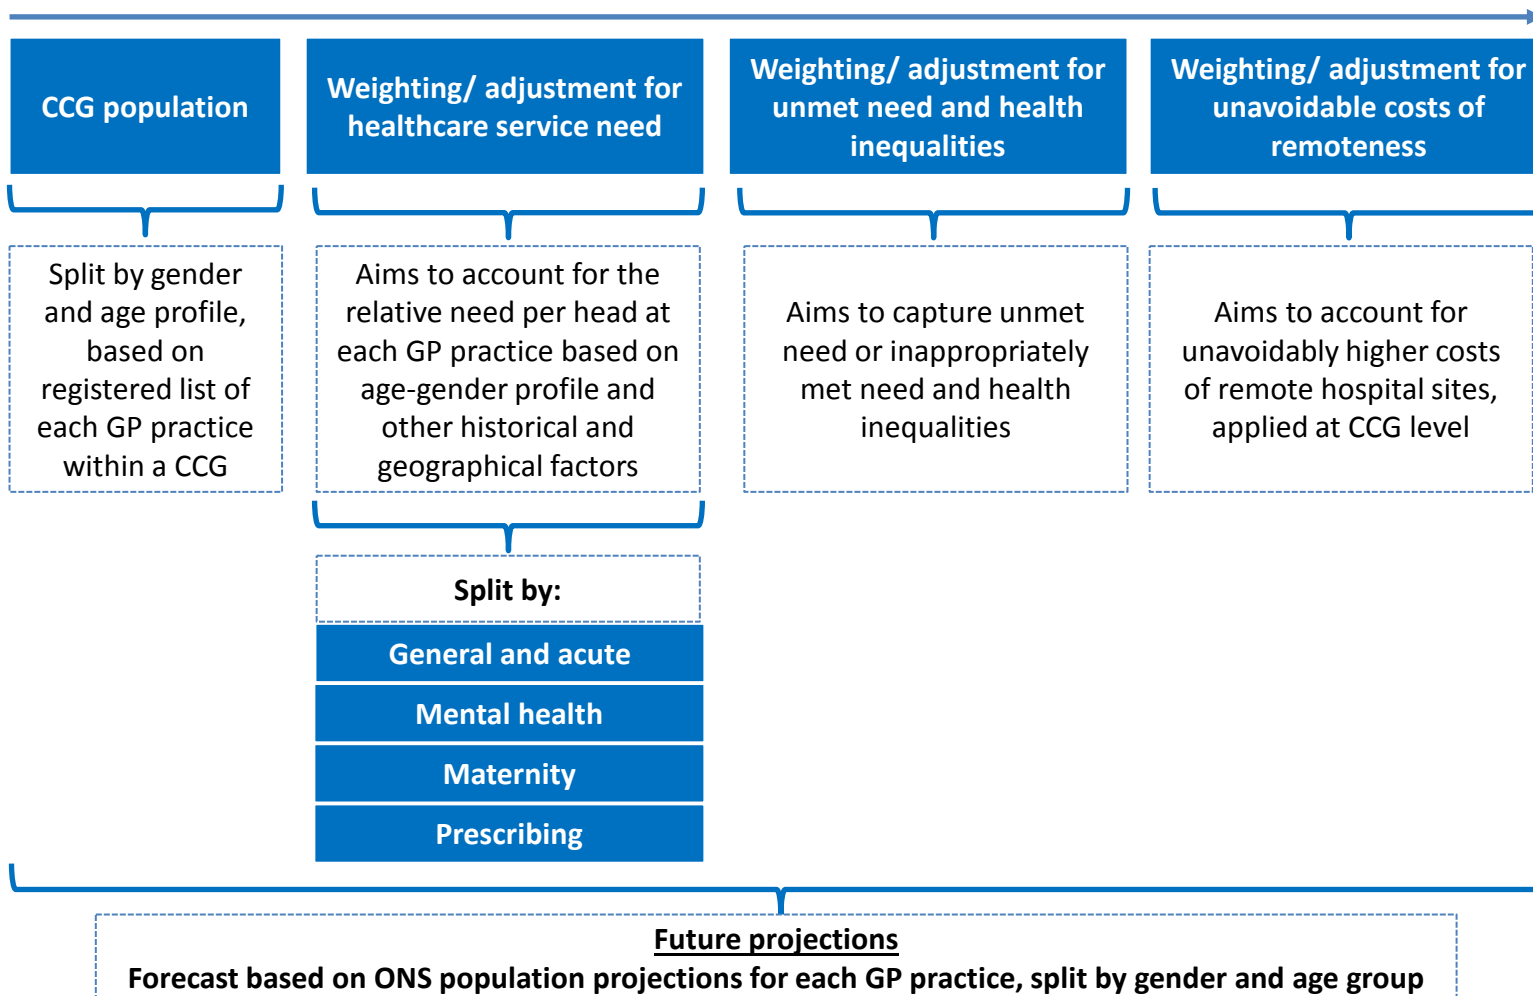 CCG population
Weighting/ adjustment for
healthcare service need
Weighting/ adjustment for
unmet need and health
inequalities
Weighting/ adjustment for
unavoidable costs of
remoteness
Split by gender
and age profile,
based on
registered list of
each GP practice
within a CCG
Aims to account for the
relative need per head at
each GP practice based on
age-gender profile and
other historical and
geographical factors
Aims to capture unmet
need or inappropriately
met need and health
inequalities
Aims to account for
unavoidably higher costs
of remote hospital sites,
applied at CCG level
Split by:
General and acute
Mental health
Maternity
Prescribing
Future projections
Forecast based on ONS population projections for each GP practice, split by gender and age group